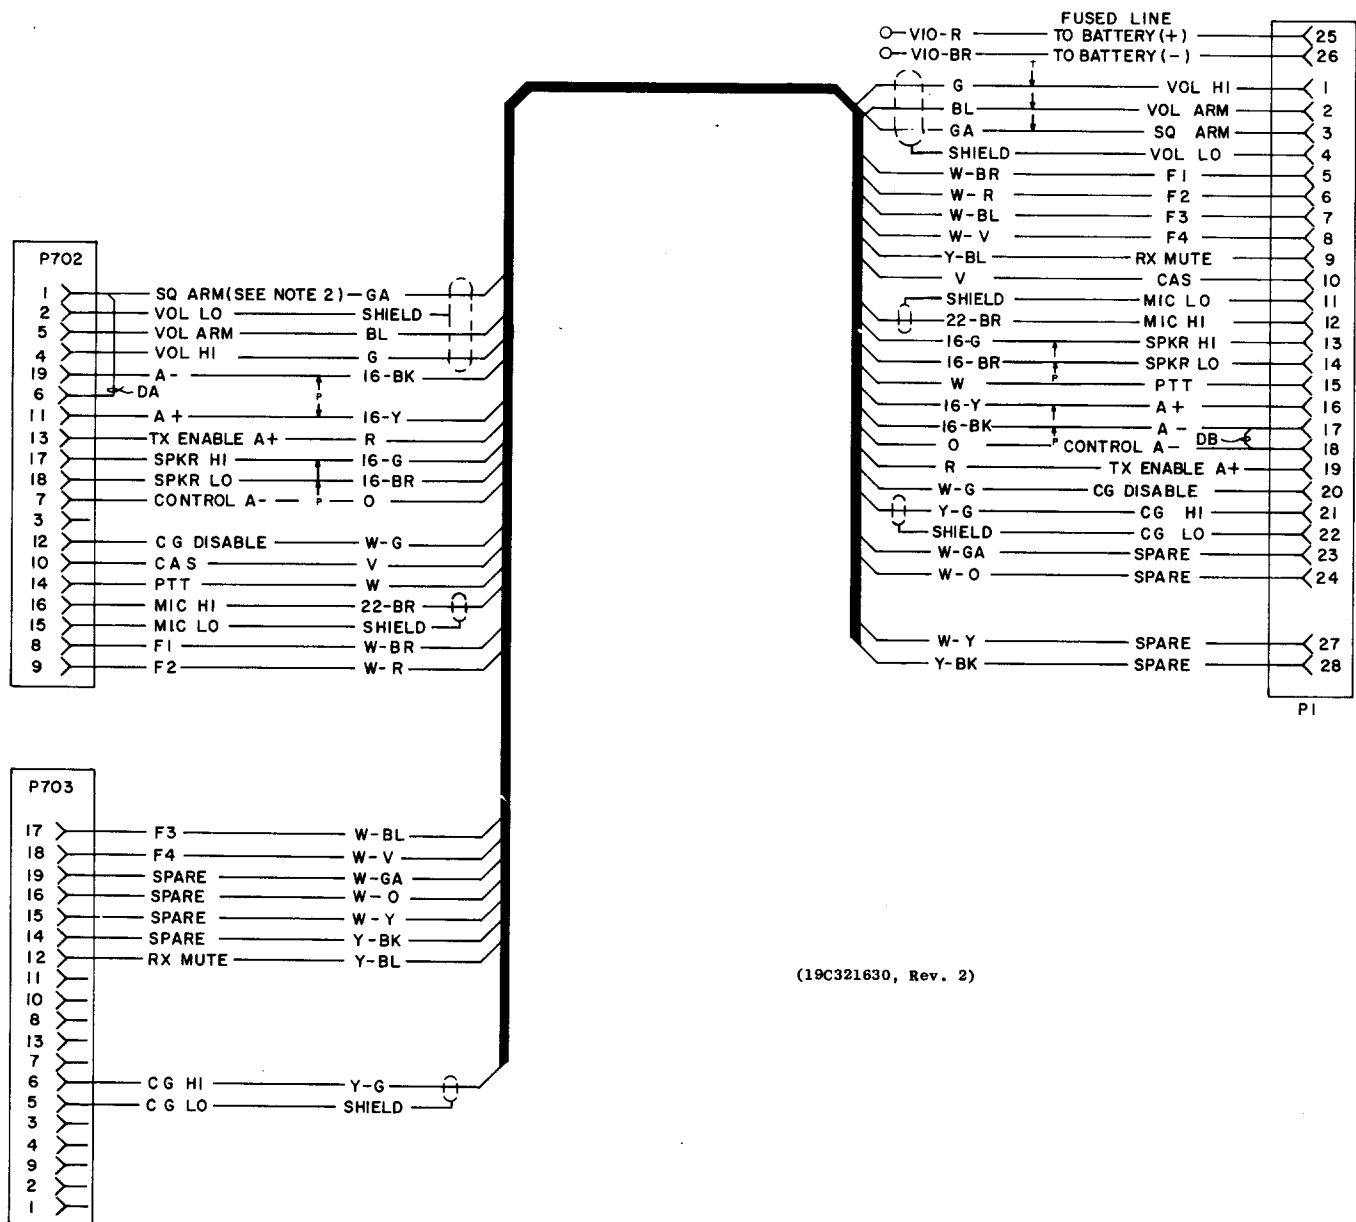 FUSED LINE
VIO-R TO BATTERY(+) 25
VIO-BR TO BATTERY(-) 26
G T VOL HI 1
BL VOL ARM 2
GA SQ ARM 3
SHIELD VOL LO 4
W-BR F1 5
W-R F2 6
W-BL F3 7
W-V F4 8
Y-BL RX MUTE 9
V CAS 10
SHIELD MIC LO 11
22-BR MIC HI 12
16-G SPKR HI 13
16-BR P SPKR LO 14
W PTT 15
16-Y A+ 16
16-BK A- 17
O P CONTROL A- DB 18
R TX ENABLE A+ 19
W-G CG DISABLE 20
Y-G CG HI 21
SHIELD CG LO 22
W-GA SPARE 23
W-O SPARE 24
W-Y SPARE 27
Y-BK SPARE 28
P1
P702
1 SQ ARM(SEE NOTE 2) GA
2 VOL LO SHIELD
5 VOL ARM BL
4 VOL HI G
19 A- 16-BK
6 DA P
11 A+ 16-Y
13 TX ENABLE A+ R
17 SPKR HI 16-G
18 SPKR LO 16-BR
7 CONTROL A- P O
3
12 CG DISABLE W-G
10 CAS V
14 PTT W
16 MIC HI 22-BR
15 MIC LO SHIELD
8 F1 W-BR
9 F2 W-R
P703
17 F3 W-BL
18 F4 W-V
19 SPARE W-GA
16 SPARE W-O
15 SPARE W-Y
14 SPARE Y-BK
12 RX MUTE Y-BL
11
10
8
13
7
6 CG HI Y-G
5 CG LO SHIELD
3
4
9
2
1
(19C321630, Rev. 2)